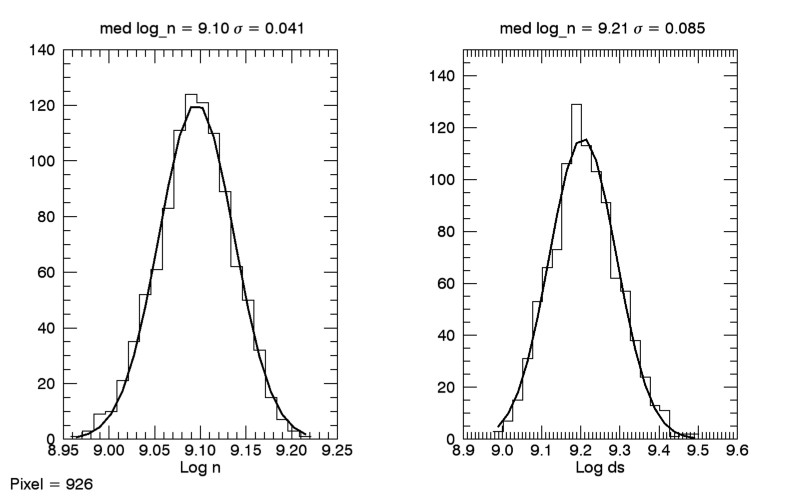 med log_n = 9.10 σ = 0.041
140
120
100
80
60
40
20
0
8.95 9.00 9.05 9.10 9.15 9.20 9.25
Log n
med log_n = 9.21 σ = 0.085
140
120
100
80
60
40
20
0
8.9 9.0 9.1 9.2 9.3 9.4 9.5 9.6
Log ds
Pixel = 926